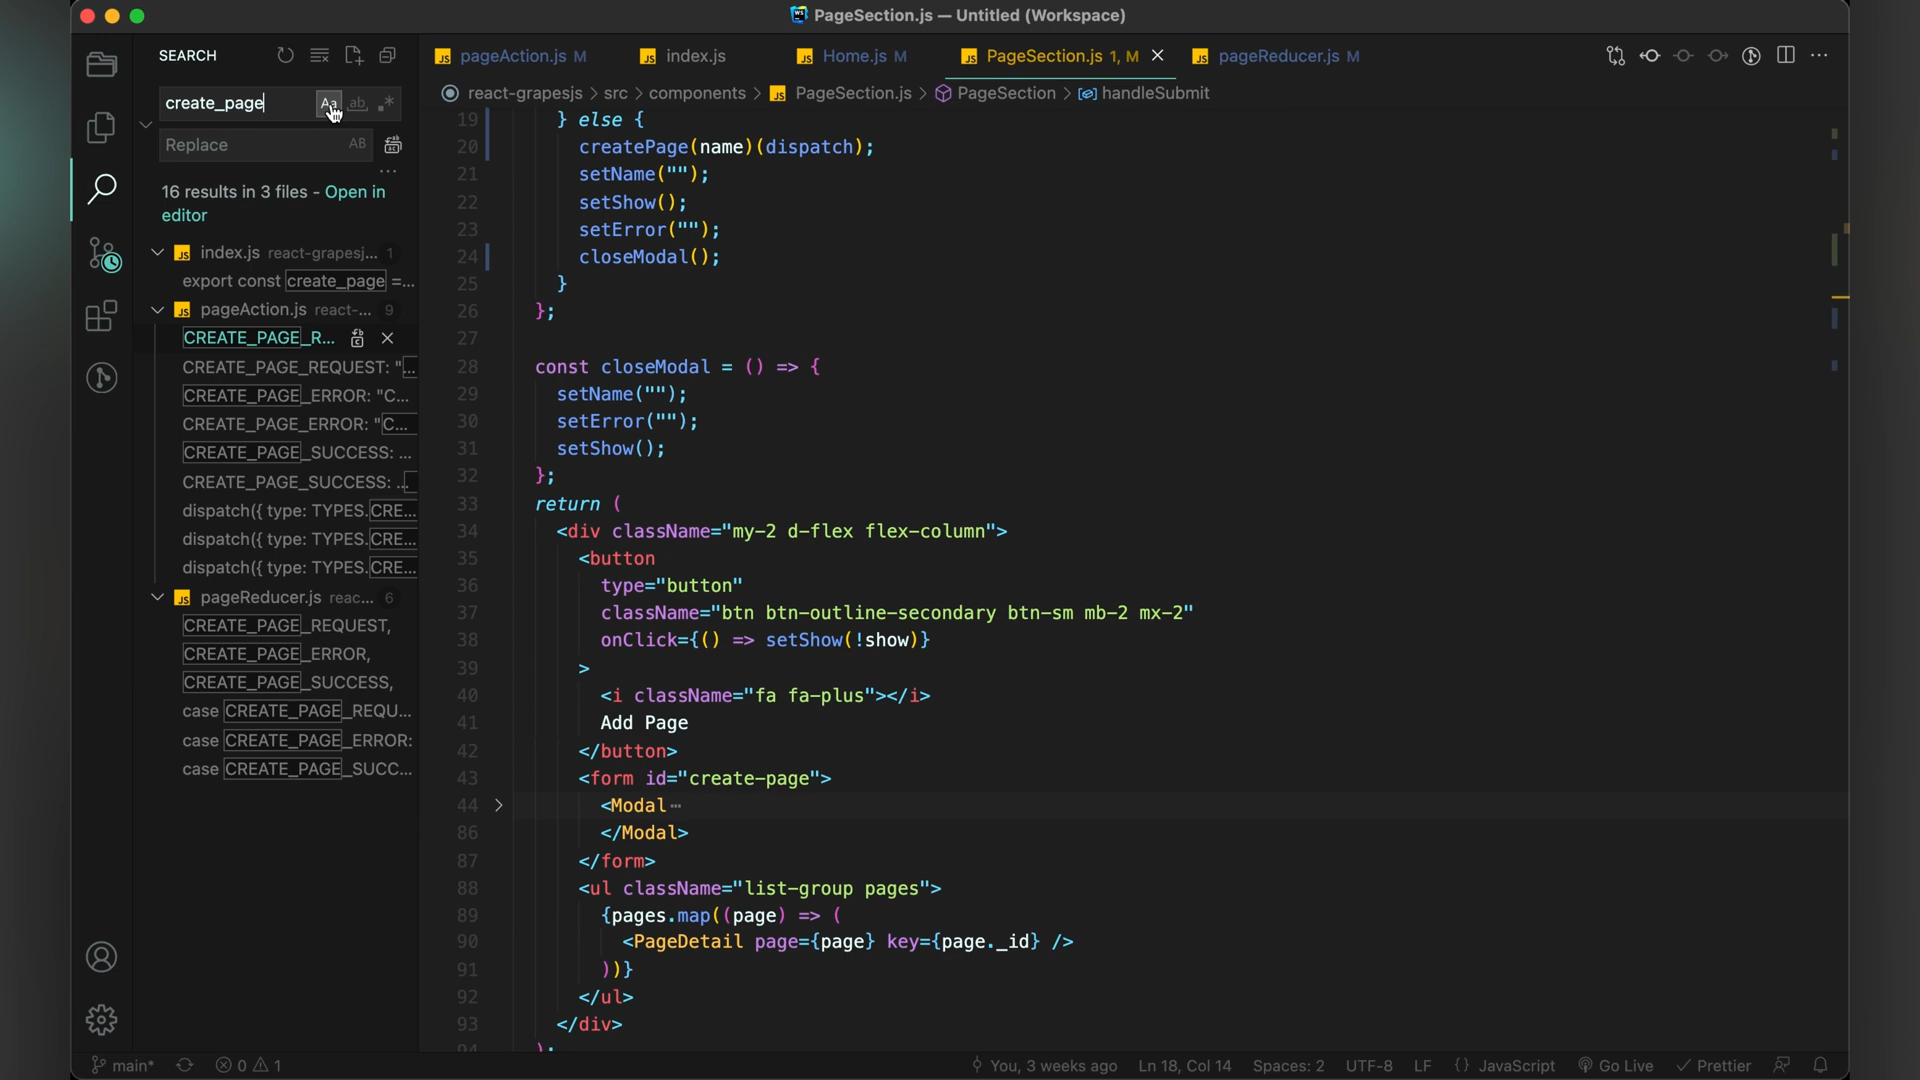 PageSection.js — Untitled (Workspace)
SEARCH
pageAction.js M
index.js
Home.js M
PageSection.js 1, M
pageReducer.js M
create_page
Aa
ab
Replace
AB
react-grapesjs > src > components > PageSection.js > PageSection > handleSubmit
16 results in 3 files - Open in
editor
index.js react-grapesj... 1
export const create_page =...
pageAction.js react-... 9
CREATE_PAGE_R...
CREATE_PAGE_REQUEST: "...
CREATE_PAGE_ERROR: "C...
CREATE_PAGE_ERROR: "C...
CREATE_PAGE_SUCCESS: ...
CREATE_PAGE_SUCCESS: ...
dispatch({ type: TYPES.CRE...
dispatch({ type: TYPES.CRE...
dispatch({ type: TYPES.CRE...
pageReducer.js reac... 6
CREATE_PAGE_REQUEST,
CREATE_PAGE_ERROR,
CREATE_PAGE_SUCCESS,
case CREATE_PAGE_REQU...
case CREATE_PAGE_ERROR:
case CREATE_PAGE_SUCC...
19 } else {
20 createPage(name)(dispatch);
21 setName("");
22 setShow();
23 setError("");
24 closeModal();
25 }
26 };
27
28 const closeModal = () => {
29 setName("");
30 setError("");
31 setShow();
32 };
33 return (
34 <div className="my-2 d-flex flex-column">
35 <button
36 type="button"
37 className="btn btn-outline-secondary btn-sm mb-2 mx-2"
38 onClick={() => setShow(!show)}
39 >
40 <i className="fa fa-plus"></i>
41 Add Page
42 </button>
43 <form id="create-page">
44 <Modal⋯
86 </Modal>
87 </form>
88 <ul className="list-group pages">
89 {pages.map((page) => (
90 <PageDetail page={page} key={page._id} />
91 ))}
92 </ul>
93 </div>
94 );
main*
0
1
You, 3 weeks ago
Ln 18, Col 14
Spaces: 2
UTF-8
LF
{} JavaScript
Go Live
Prettier